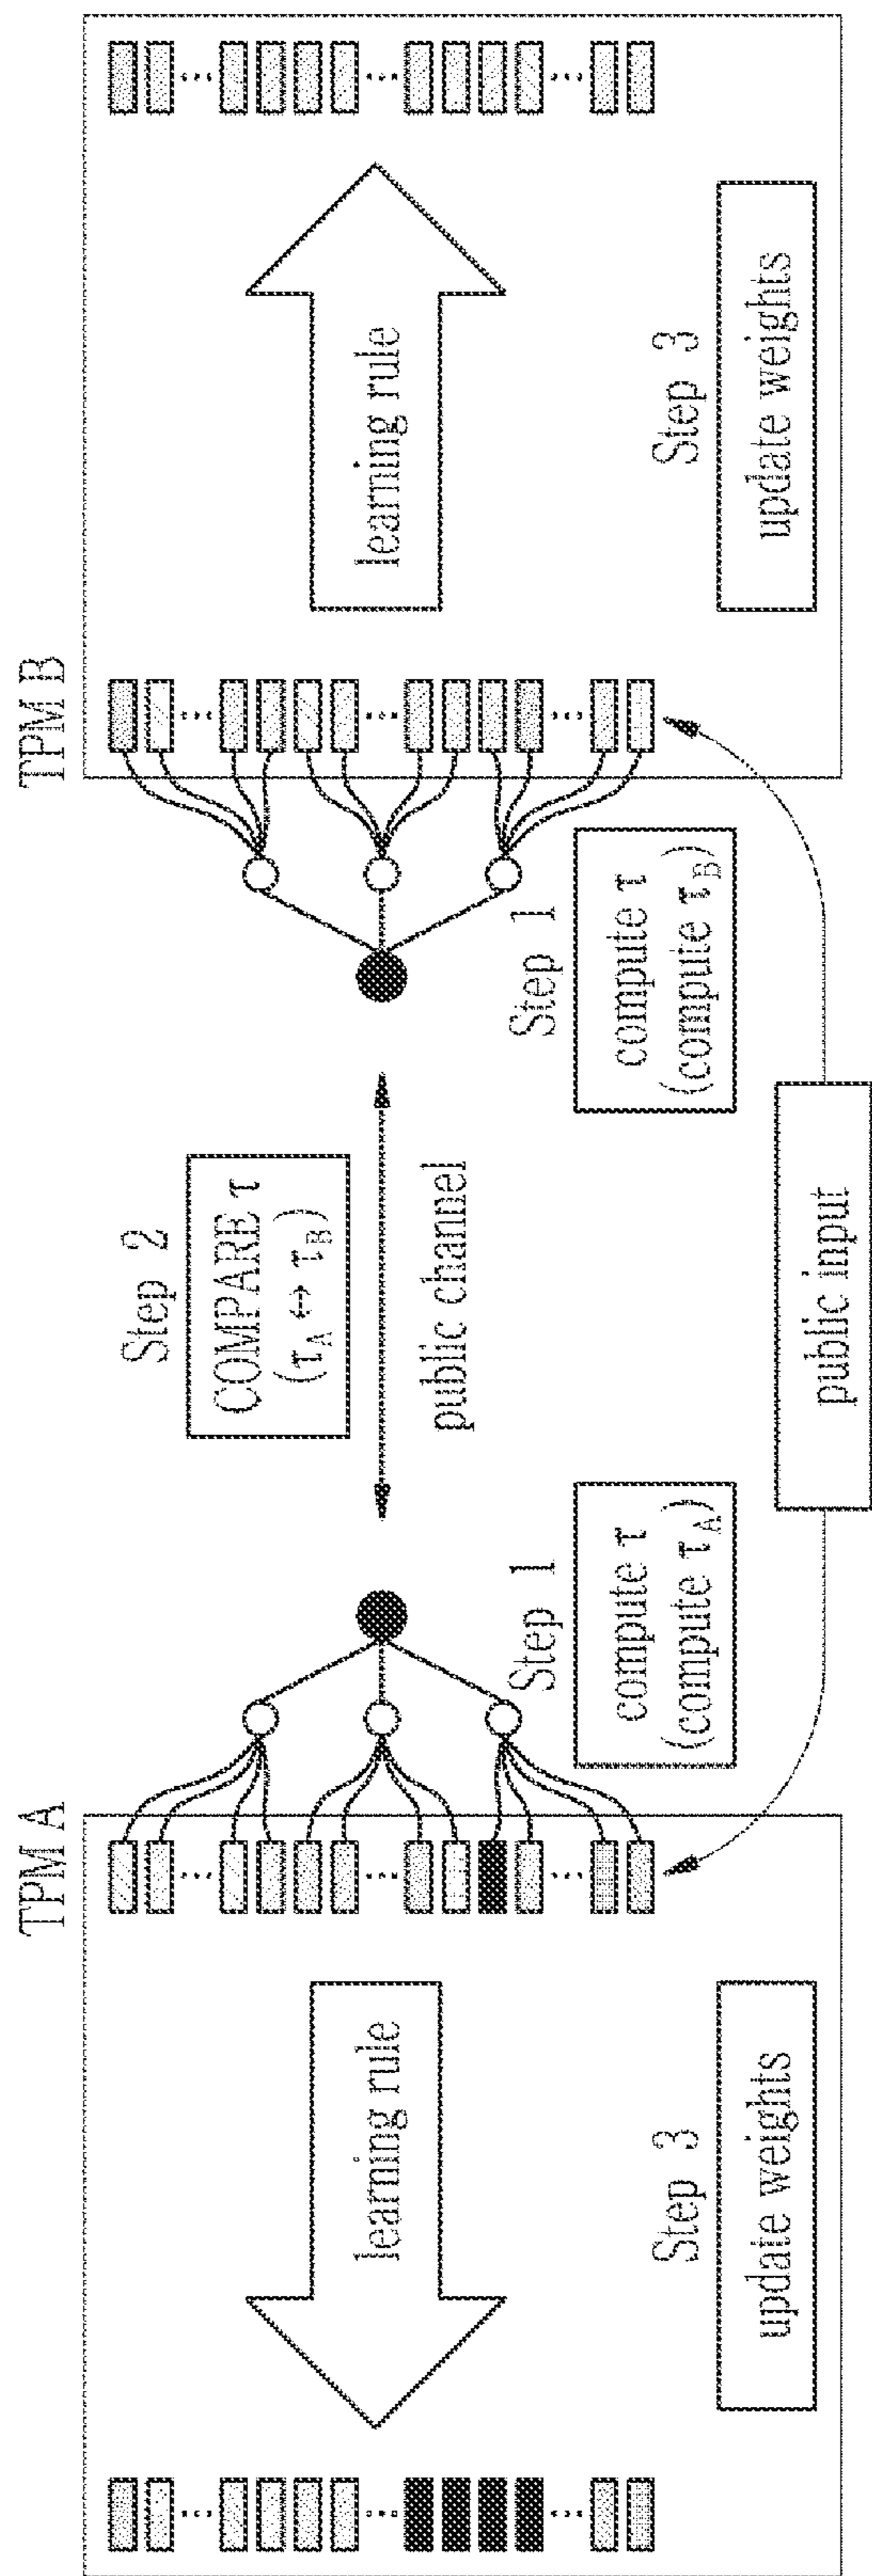 TPM A
TPM B
Step 2
COMPARE τ
(τA ↔ τB)
learning rule
public channel
learning rule
Step 1
compute τ
(compute τA)
Step 1
compute τ
(compute τB)
Step 3
update weights
Step 3
update weights
public input